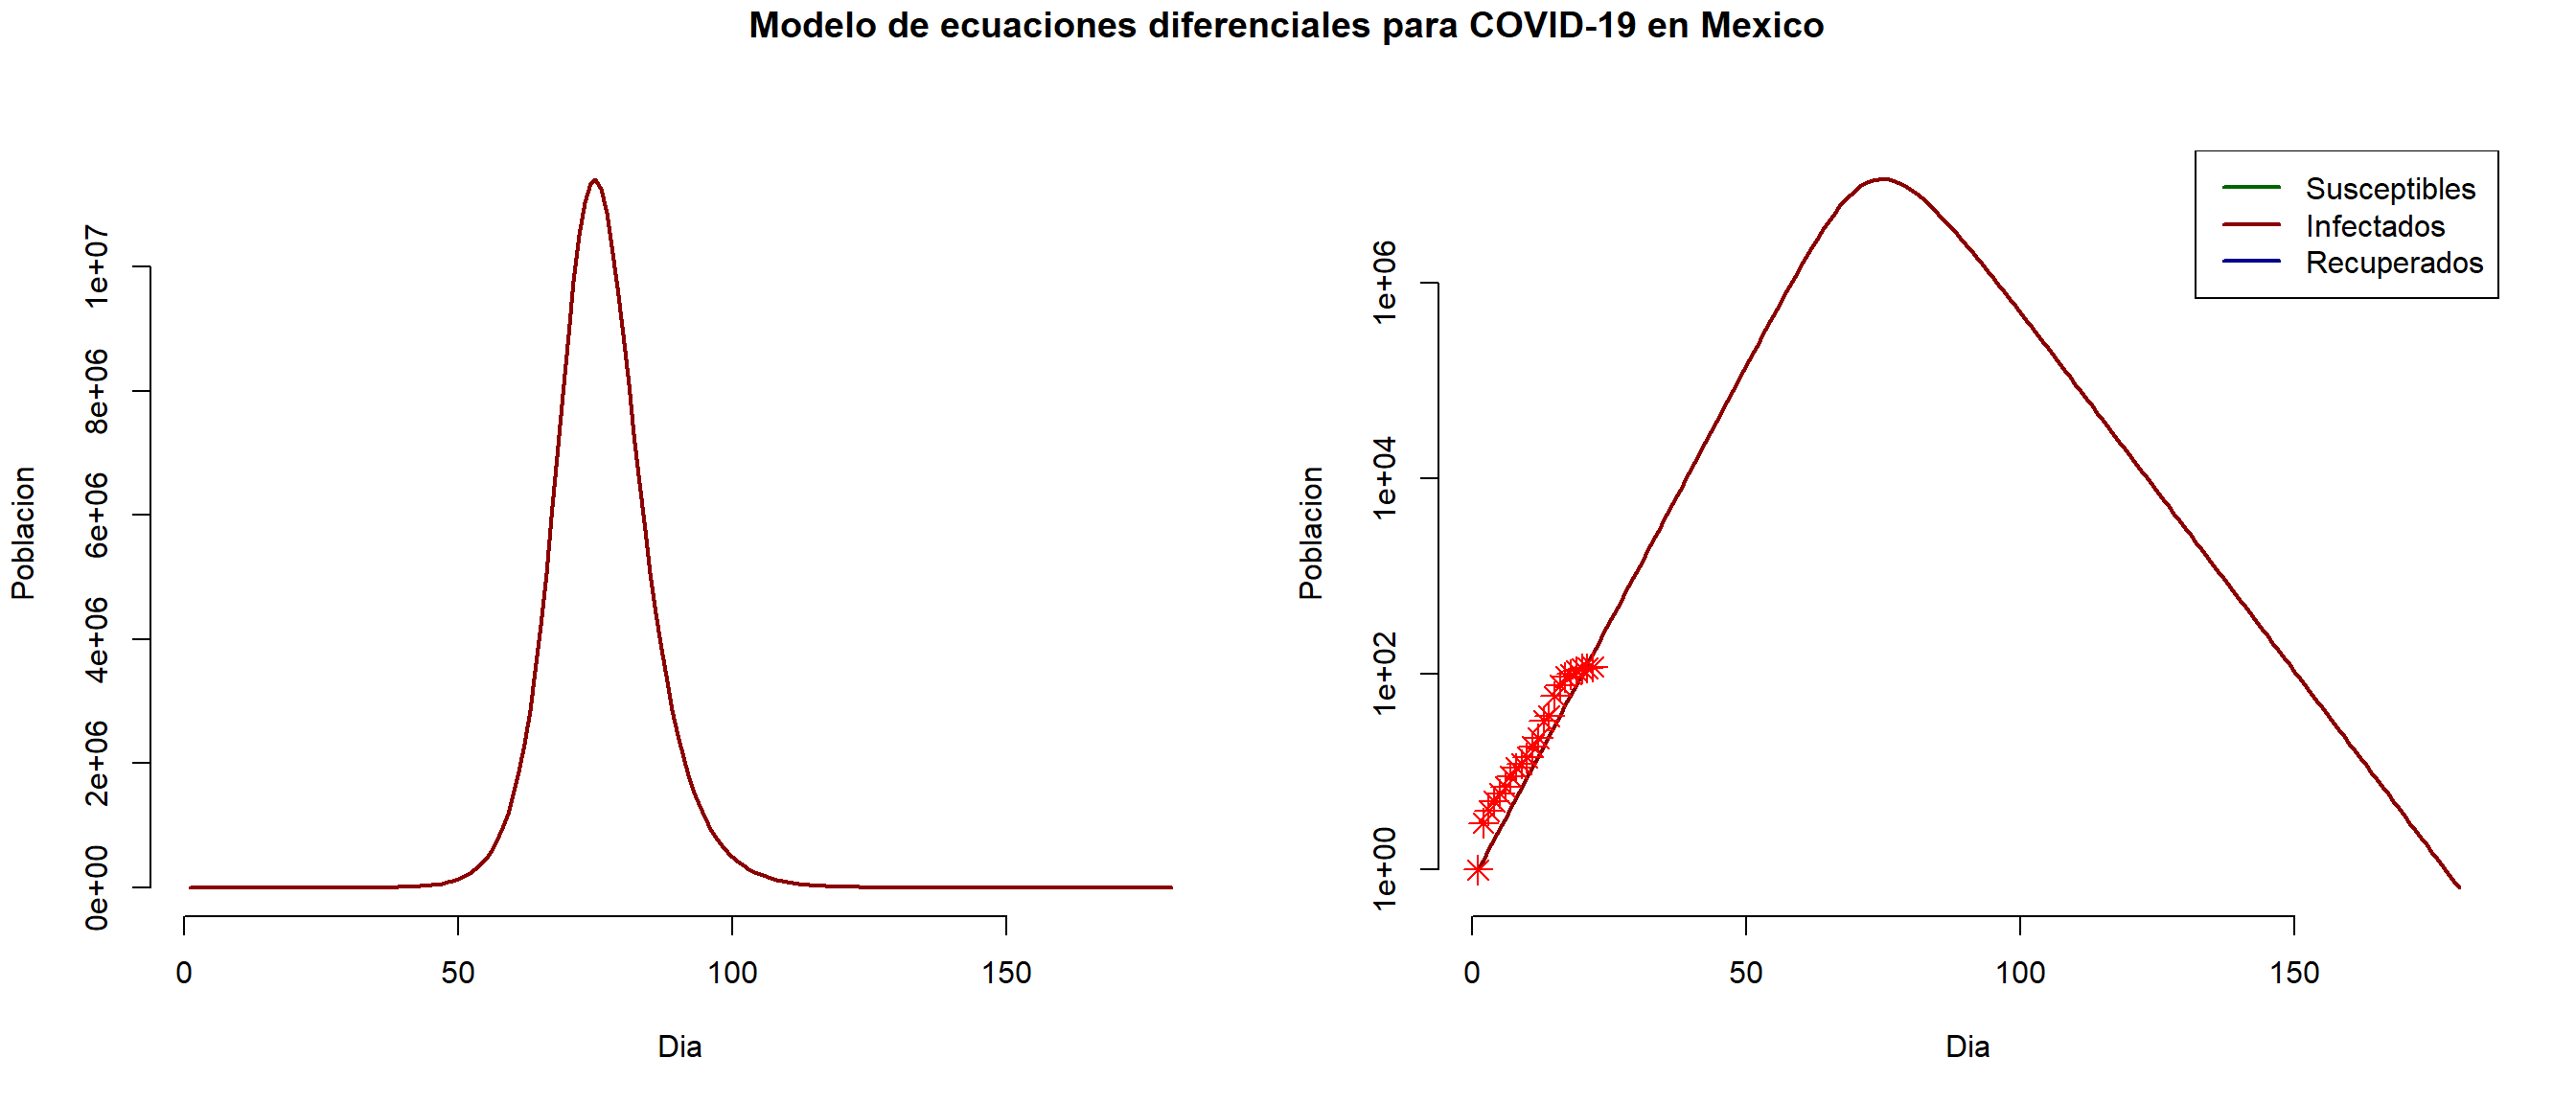 Modelo de ecuaciones diferenciales para COVID-19 en Mexico
Poblacion
0e+00
2e+06
4e+06
6e+06
8e+06
1e+07
0
50
100
150
Dia
Poblacion
1e+00
1e+02
1e+04
1e+06
0
50
100
150
Dia
Susceptibles
Infectados
Recuperados